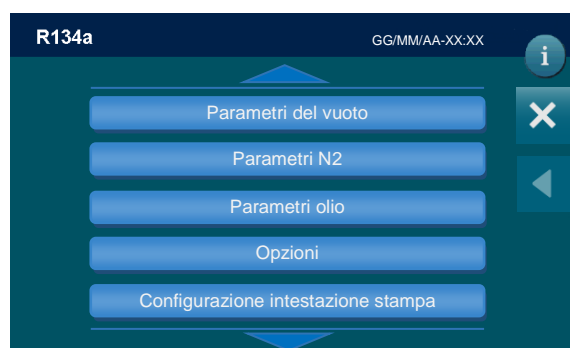 R134a GG/MM/AA-XX:XX
i
Parametri del vuoto
Parametri N2
Parametri olio
Opzioni
Configurazione intestazione stampa